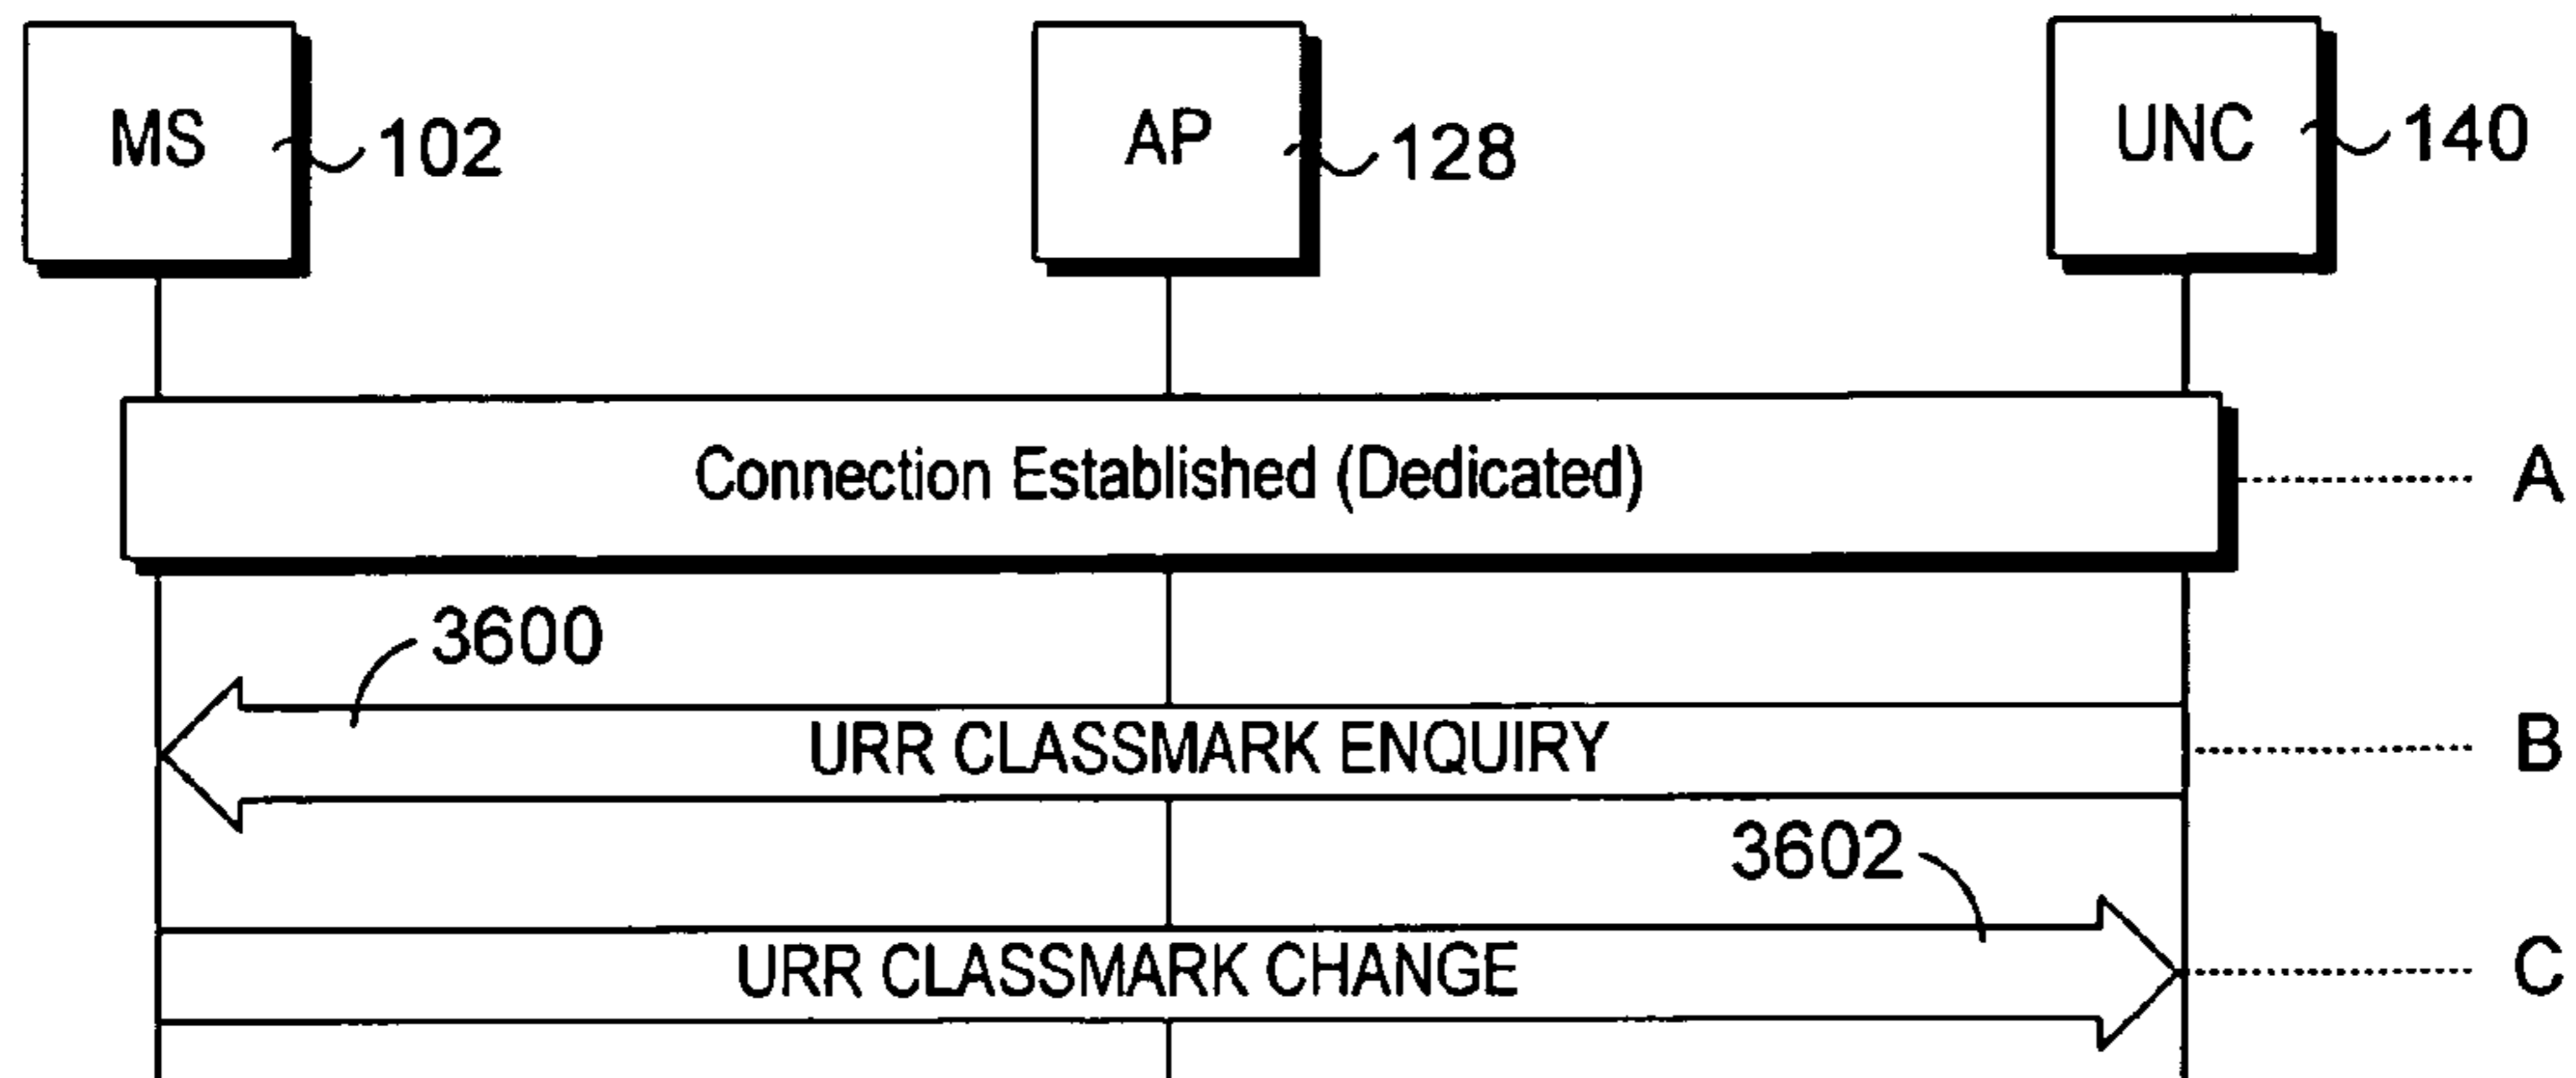 MS
102
AP
128
UNC
140
Connection Established (Dedicated)
A
3600
URR CLASSMARK ENQUIRY
B
3602
URR CLASSMARK CHANGE
C